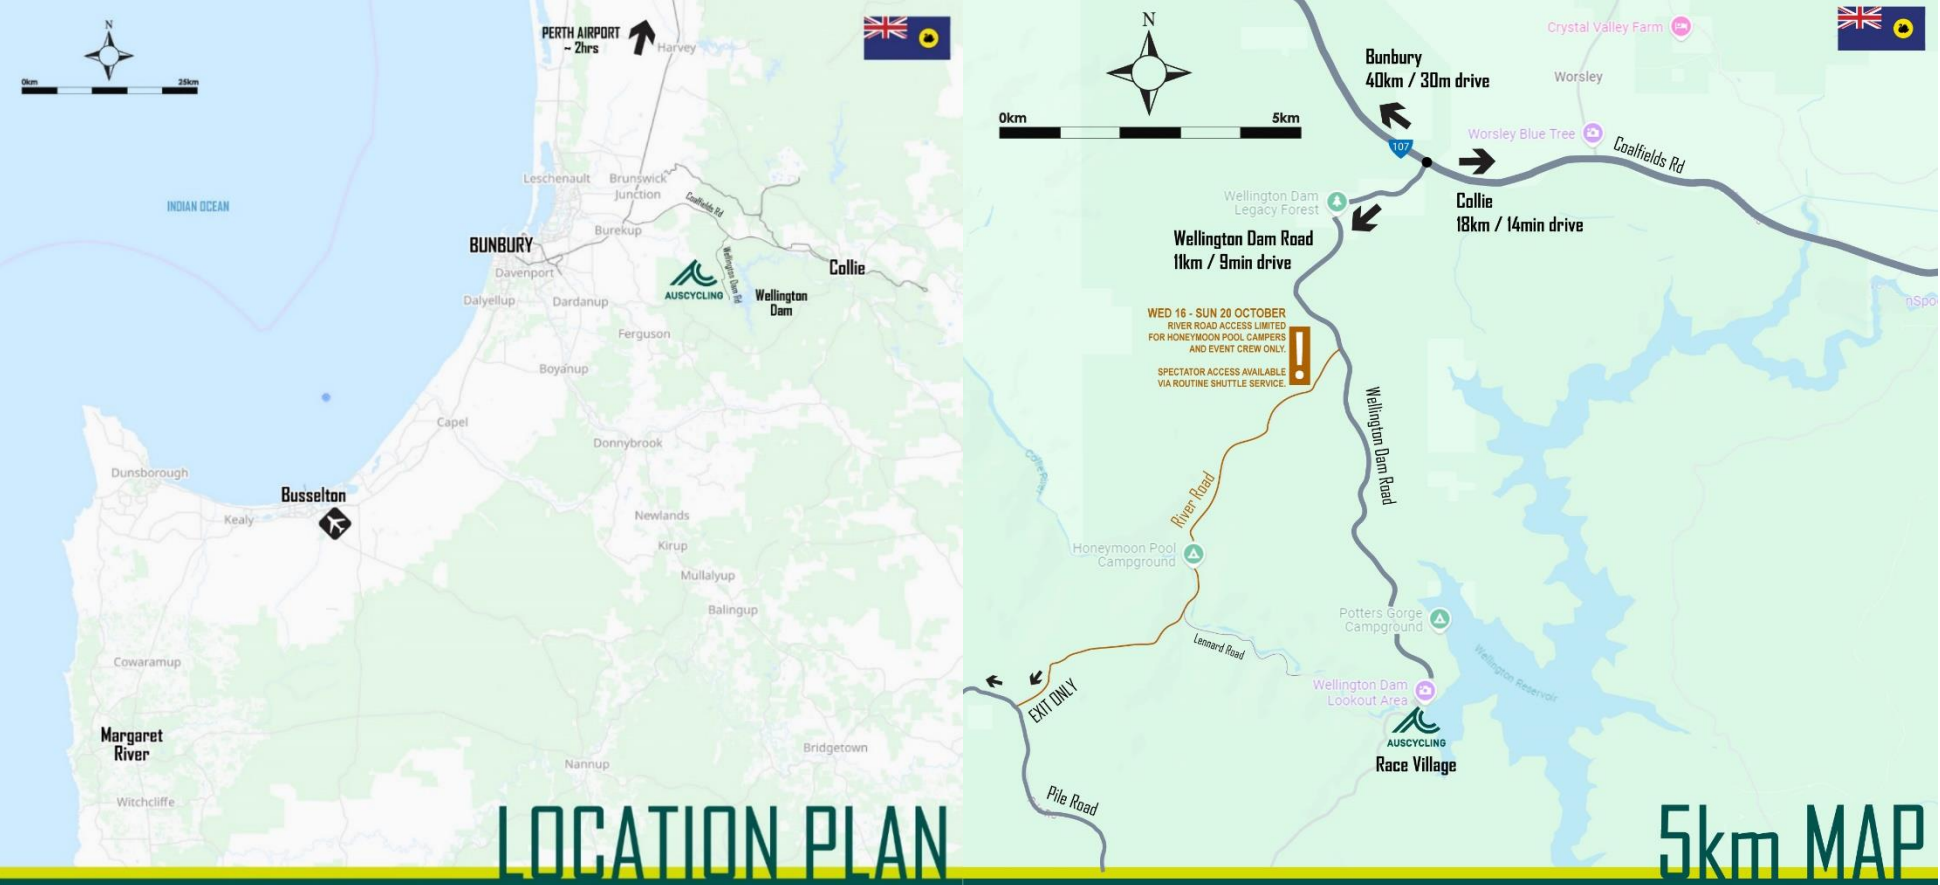 N
0km
25km
PERTH AIRPORT
~ 2hrs
Harvey
INDIAN OCEAN
Leschenault
Brunswick
Junction
Coalfields Rd
Burekup
BUNBURY
Davenport
Wellington Dam Rd
Collie
AUSCYCLING
Wellington
Dam
Dalyellup
Dardanup
Ferguson
Boyanup
Capel
Donnybrook
Dunsborough
Busselton
Kealy
Newlands
Kirup
Mullalyup
Balingup
Cowaramup
Margaret
River
Bridgetown
Nannup
Witchcliffe
LOCATION PLAN
N
0km
5km
Crystal Valley Farm
Bunbury
40km / 30m drive
Worsley
107
Worsley Blue Tree
Coalfields Rd
Wellington Dam
Legacy Forest
Collie
18km / 14min drive
Wellington Dam Road
11km / 9min drive
WED 16 - SUN 20 OCTOBER
RIVER ROAD ACCESS LIMITED
FOR HONEYMOON POOL CAMPERS
AND EVENT CREW ONLY.
SPECTATOR ACCESS AVAILABLE
VIA ROUTINE SHUTTLE SERVICE.
!
Wellington Dam Road
River Road
Honeymoon Pool
Campground
Potters Gorge
Campground
Lennard Road
Wellington Reservoir
Wellington Dam
Lookout Area
EXIT ONLY
AUSCYCLING
Race Village
Pile Road
5km MAP